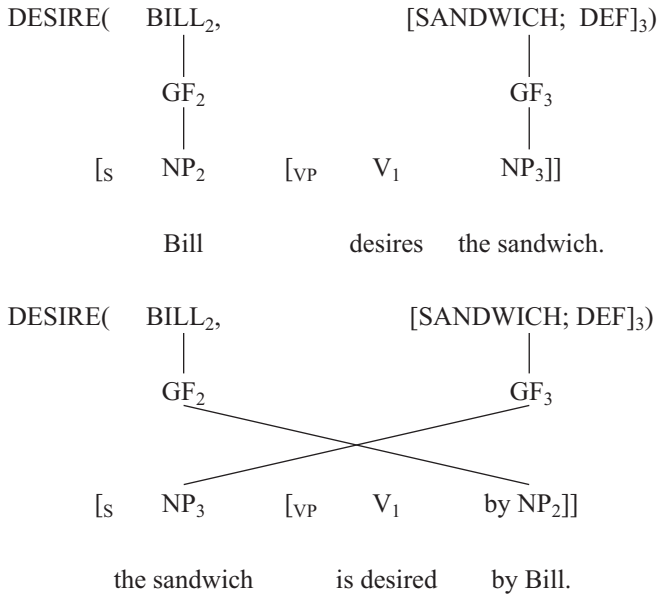 DESIRE( BILL₂, [SANDWICH; DEF]₃)
GF₂ GF₃
[S NP₂ [VP V₁ NP₃]]
Bill desires the sandwich.
DESIRE( BILL₂, [SANDWICH; DEF]₃)
GF₂ GF₃
[S NP₃ [VP V₁ by NP₂]]
the sandwich is desired by Bill.